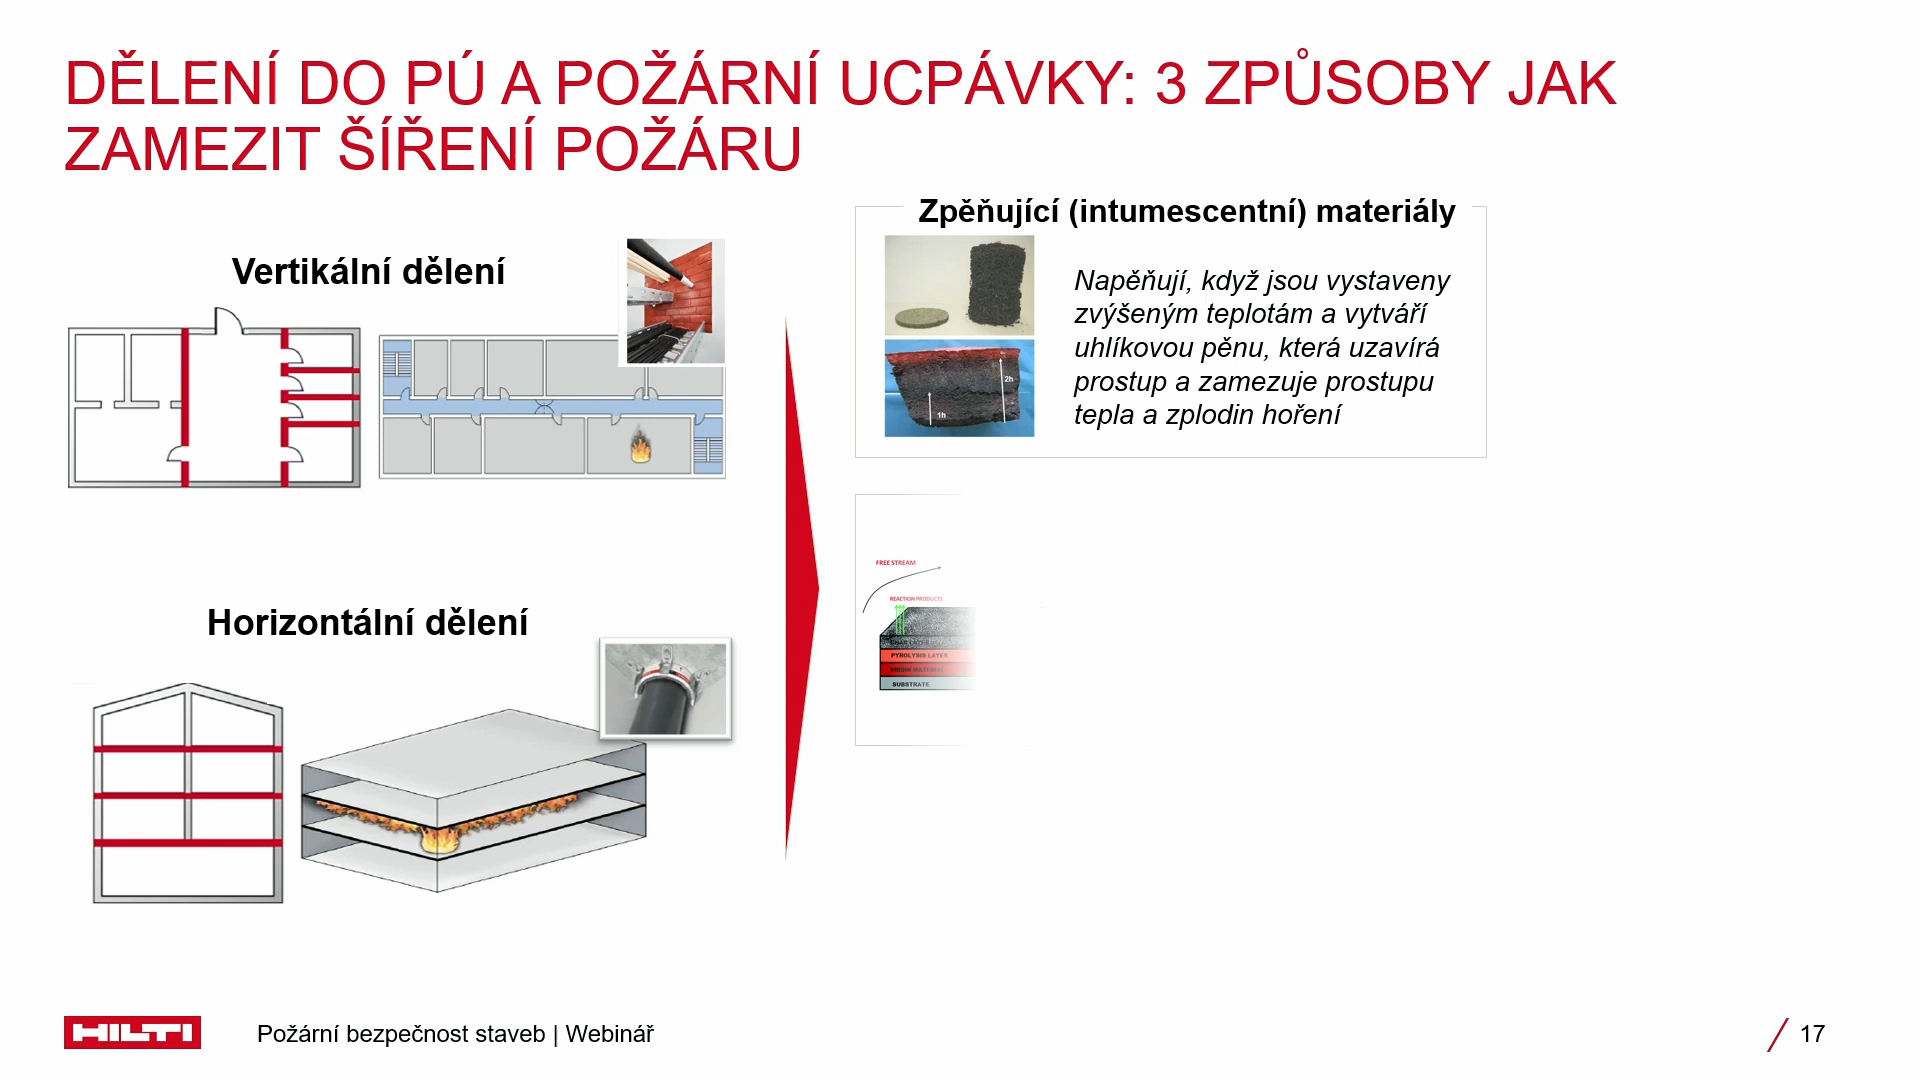 DĚLENÍ DO PÚ A POŽÁRNÍ UCPÁVKY: 3 ZPŮSOBY JAK
ZAMEZIT ŠÍŘENÍ POŽÁRU
Vertikální dělení
Horizontální dělení
Zpěňující (intumescentní) materiály
Napěňují, když jsou vystaveny
zvýšeným teplotám a vytváří
uhlíkovou pěnu, která uzavírá
prostup a zamezuje prostupu
tepla a zplodin hoření
2h
1h
FREE STREAM
REACTION PRODUCTS
PYROLYSIS LAYER
SUBSTRATE
HILTI
Požární bezpečnost staveb | Webinář
17